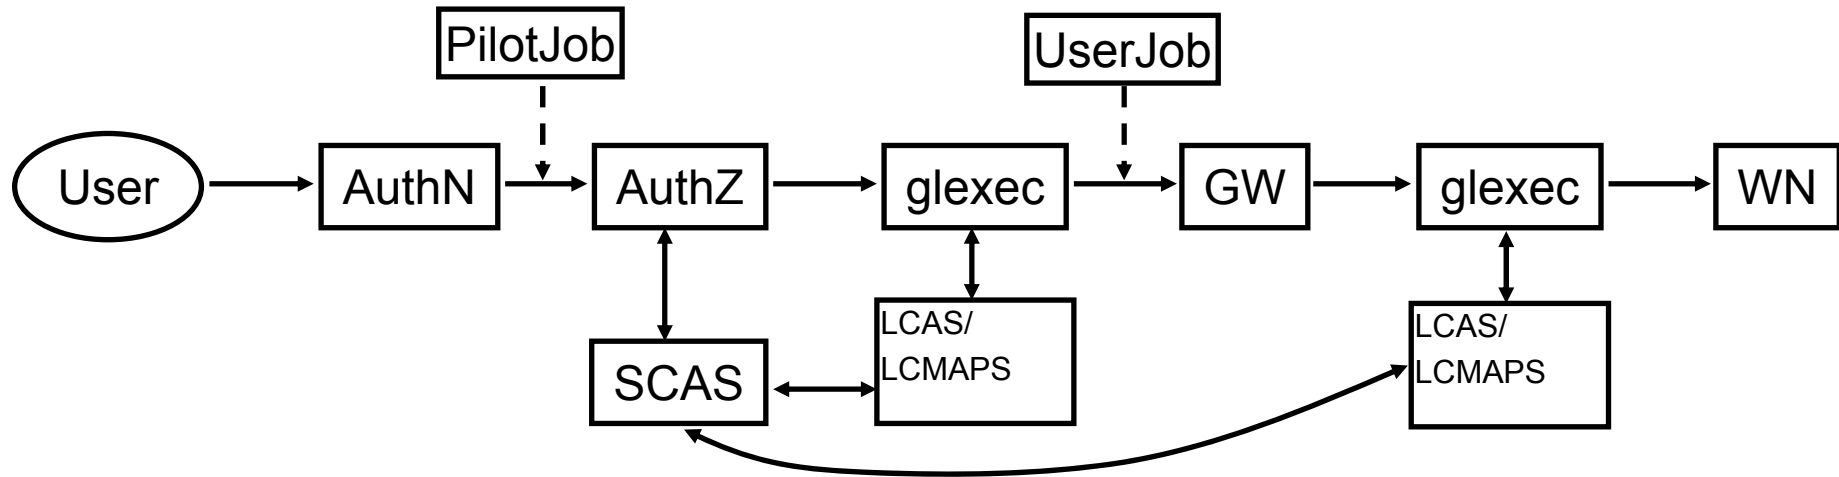 PilotJob
UserJob
User
AuthN
AuthZ
glexec
GW
glexec
WN
SCAS
LCAS/
LCMAPS
LCAS/
LCMAPS